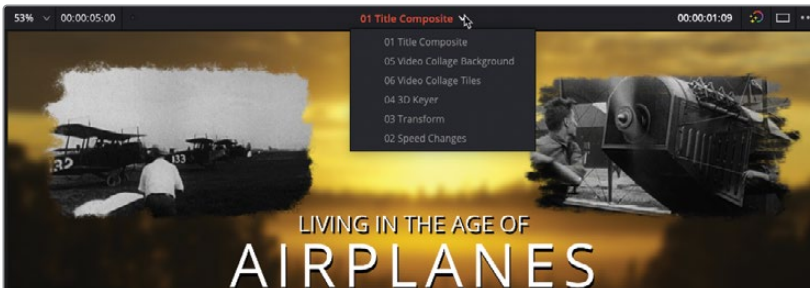 53% 00:00:05:00 01 Title Composite 00:00:01:09
01 Title Composite
05 Video Collage Background
06 Video Collage Tiles
04 3D Keyer
03 Transform
02 Speed Changes
133
LIVING IN THE AGE OF
AIRPLANES